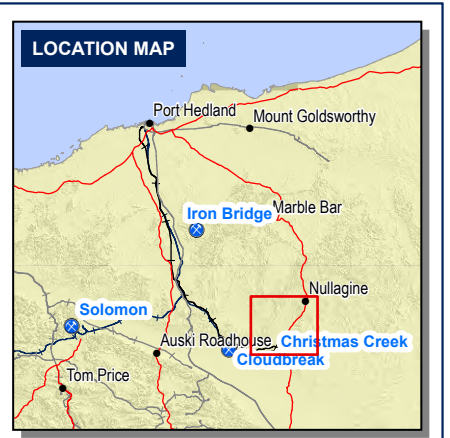 LOCATION MAP
Port Hedland
Mount Goldsworthy
Iron Bridge
Marble Bar
Nullagine
Solomon
Auski Roadhouse
Christmas Creek
Cloudbreak
Tom Price